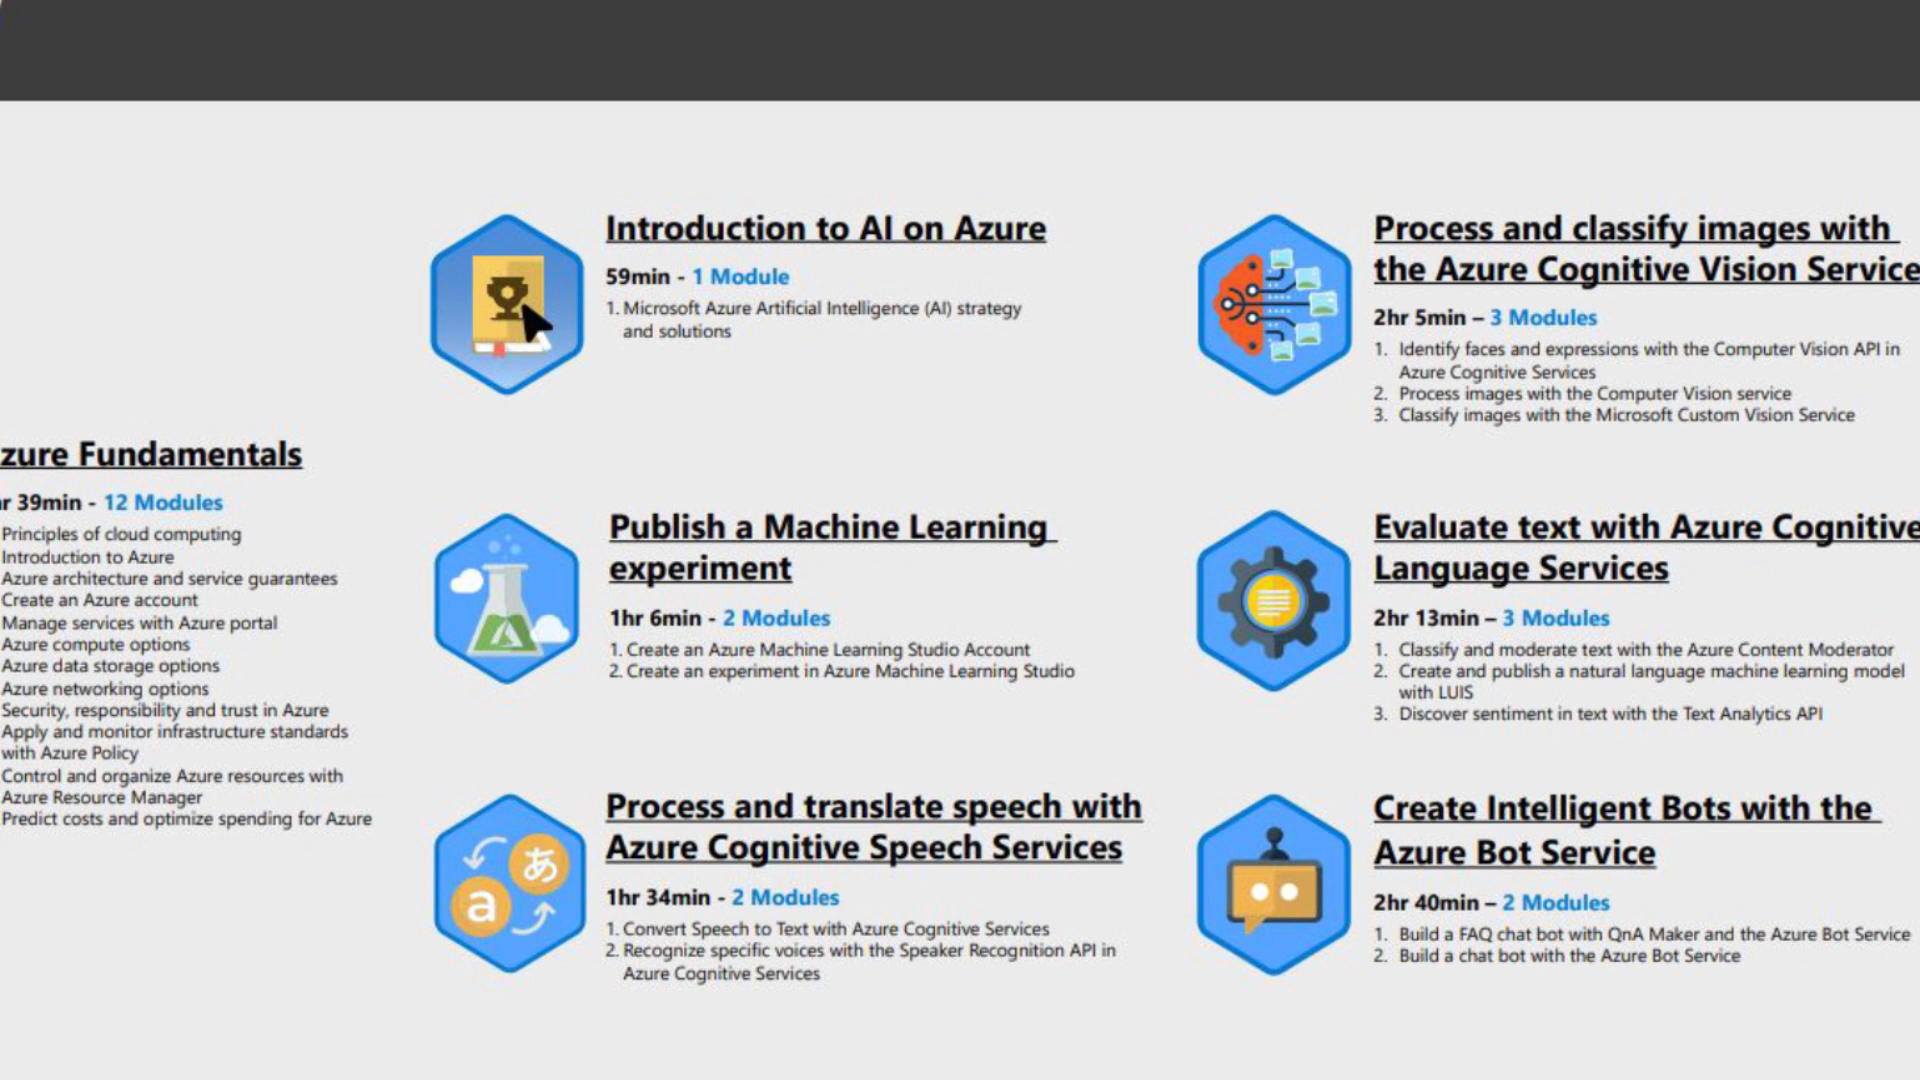 zure Fundamentals
r 39min - 12 Modules
Principles of cloud computing
Introduction to Azure
Azure architecture and service guarantees
Create an Azure account
Manage services with Azure portal
Azure compute options
Azure data storage options
Azure networking options
Security, responsibility and trust in Azure
Apply and monitor infrastructure standards
with Azure Policy
Control and organize Azure resources with
Azure Resource Manager
Predict costs and optimize spending for Azure
Introduction to AI on Azure
59min - 1 Module
1. Microsoft Azure Artificial Intelligence (AI) strategy
and solutions
Publish a Machine Learning
experiment
1hr 6min - 2 Modules
1. Create an Azure Machine Learning Studio Account
2. Create an experiment in Azure Machine Learning Studio
あ
a
Process and translate speech with
Azure Cognitive Speech Services
1hr 34min - 2 Modules
1. Convert Speech to Text with Azure Cognitive Services
2. Recognize specific voices with the Speaker Recognition API in
Azure Cognitive Services
Process and classify images with
the Azure Cognitive Vision Service
2hr 5min – 3 Modules
1. Identify faces and expressions with the Computer Vision API in
Azure Cognitive Services
2. Process images with the Computer Vision service
3. Classify images with the Microsoft Custom Vision Service
Evaluate text with Azure Cognitive
Language Services
2hr 13min – 3 Modules
1. Classify and moderate text with the Azure Content Moderator
2. Create and publish a natural language machine learning model
with LUIS
3. Discover sentiment in text with the Text Analytics API
Create Intelligent Bots with the
Azure Bot Service
2hr 40min – 2 Modules
1. Build a FAQ chat bot with QnA Maker and the Azure Bot Service
2. Build a chat bot with the Azure Bot Service